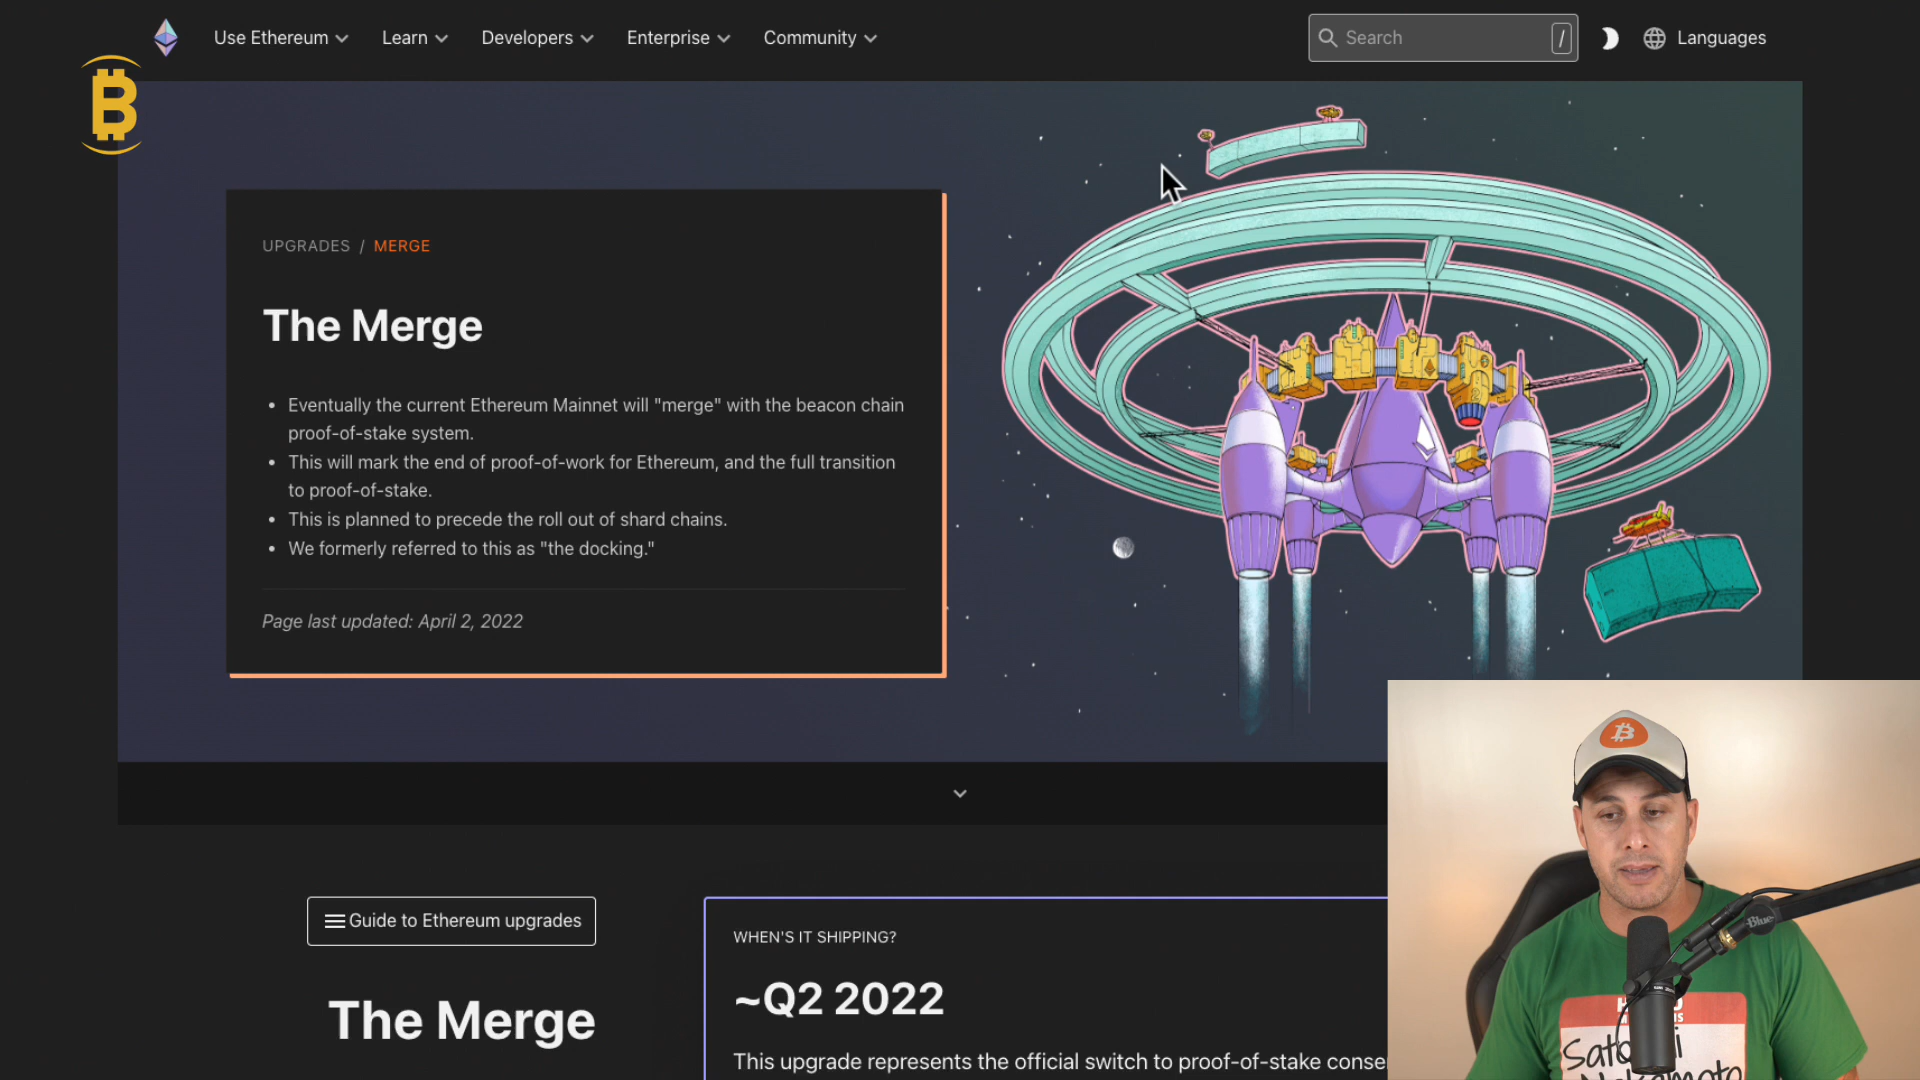 Use Ethereum Learn Developers Enterprise Community Search / Languages
UPGRADES / MERGE
The Merge
• Eventually the current Ethereum Mainnet will "merge" with the beacon chain
proof-of-stake system.
• This will mark the end of proof-of-work for Ethereum, and the full transition
to proof-of-stake.
• This is planned to precede the roll out of shard chains.
• We formerly referred to this as "the docking."
Page last updated: April 2, 2022
Guide to Ethereum upgrades
The Merge
WHEN'S IT SHIPPING?
~Q2 2022
This upgrade represents the official switch to proof-of-stake conse
Blue